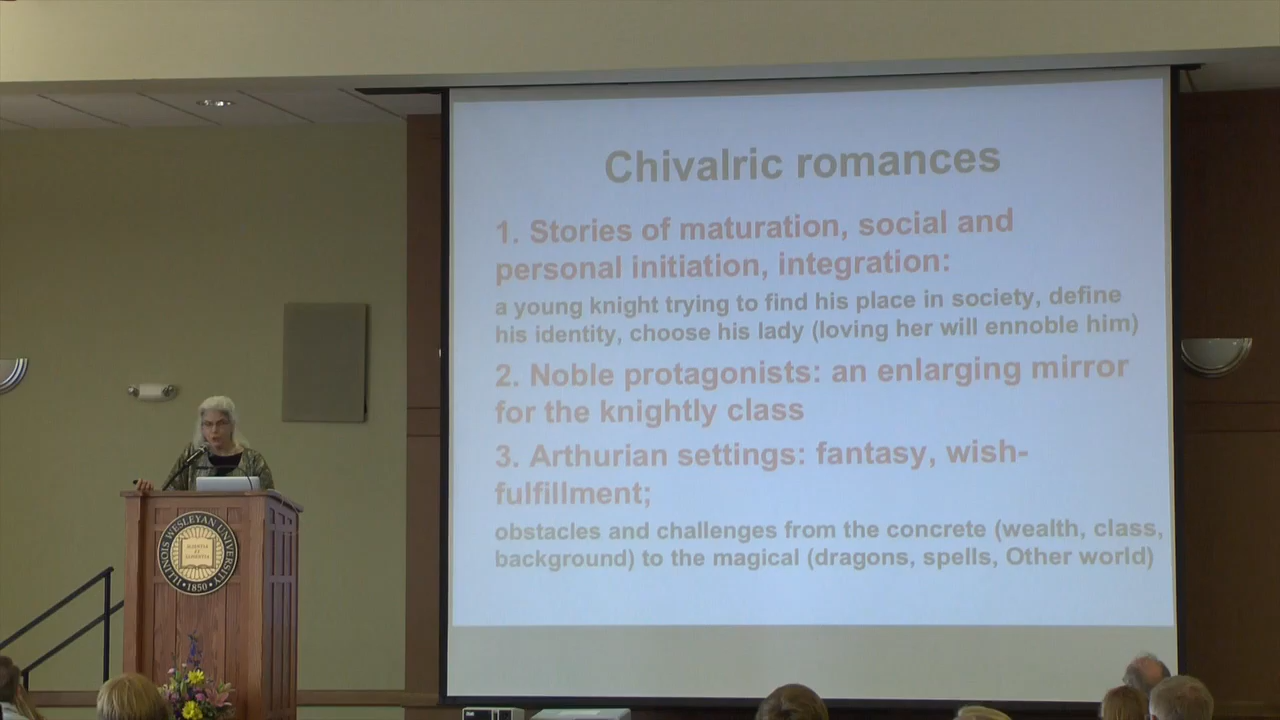 Chivalric romances
1. Stories of maturation, social and
personal initiation, integration:
a young knight trying to find his place in society, define
his identity, choose his lady (loving her will ennoble him)
2. Noble protagonists: an enlarging mirror
for the knightly class
3. Arthurian settings: fantasy, wish-
fulfillment;
obstacles and challenges from the concrete (wealth, class,
background) to the magical (dragons, spells, Other world)
ILLINOIS WESLEYAN UNIVERSITY
SCIENTIA
ET
SAPIENTIA
1850